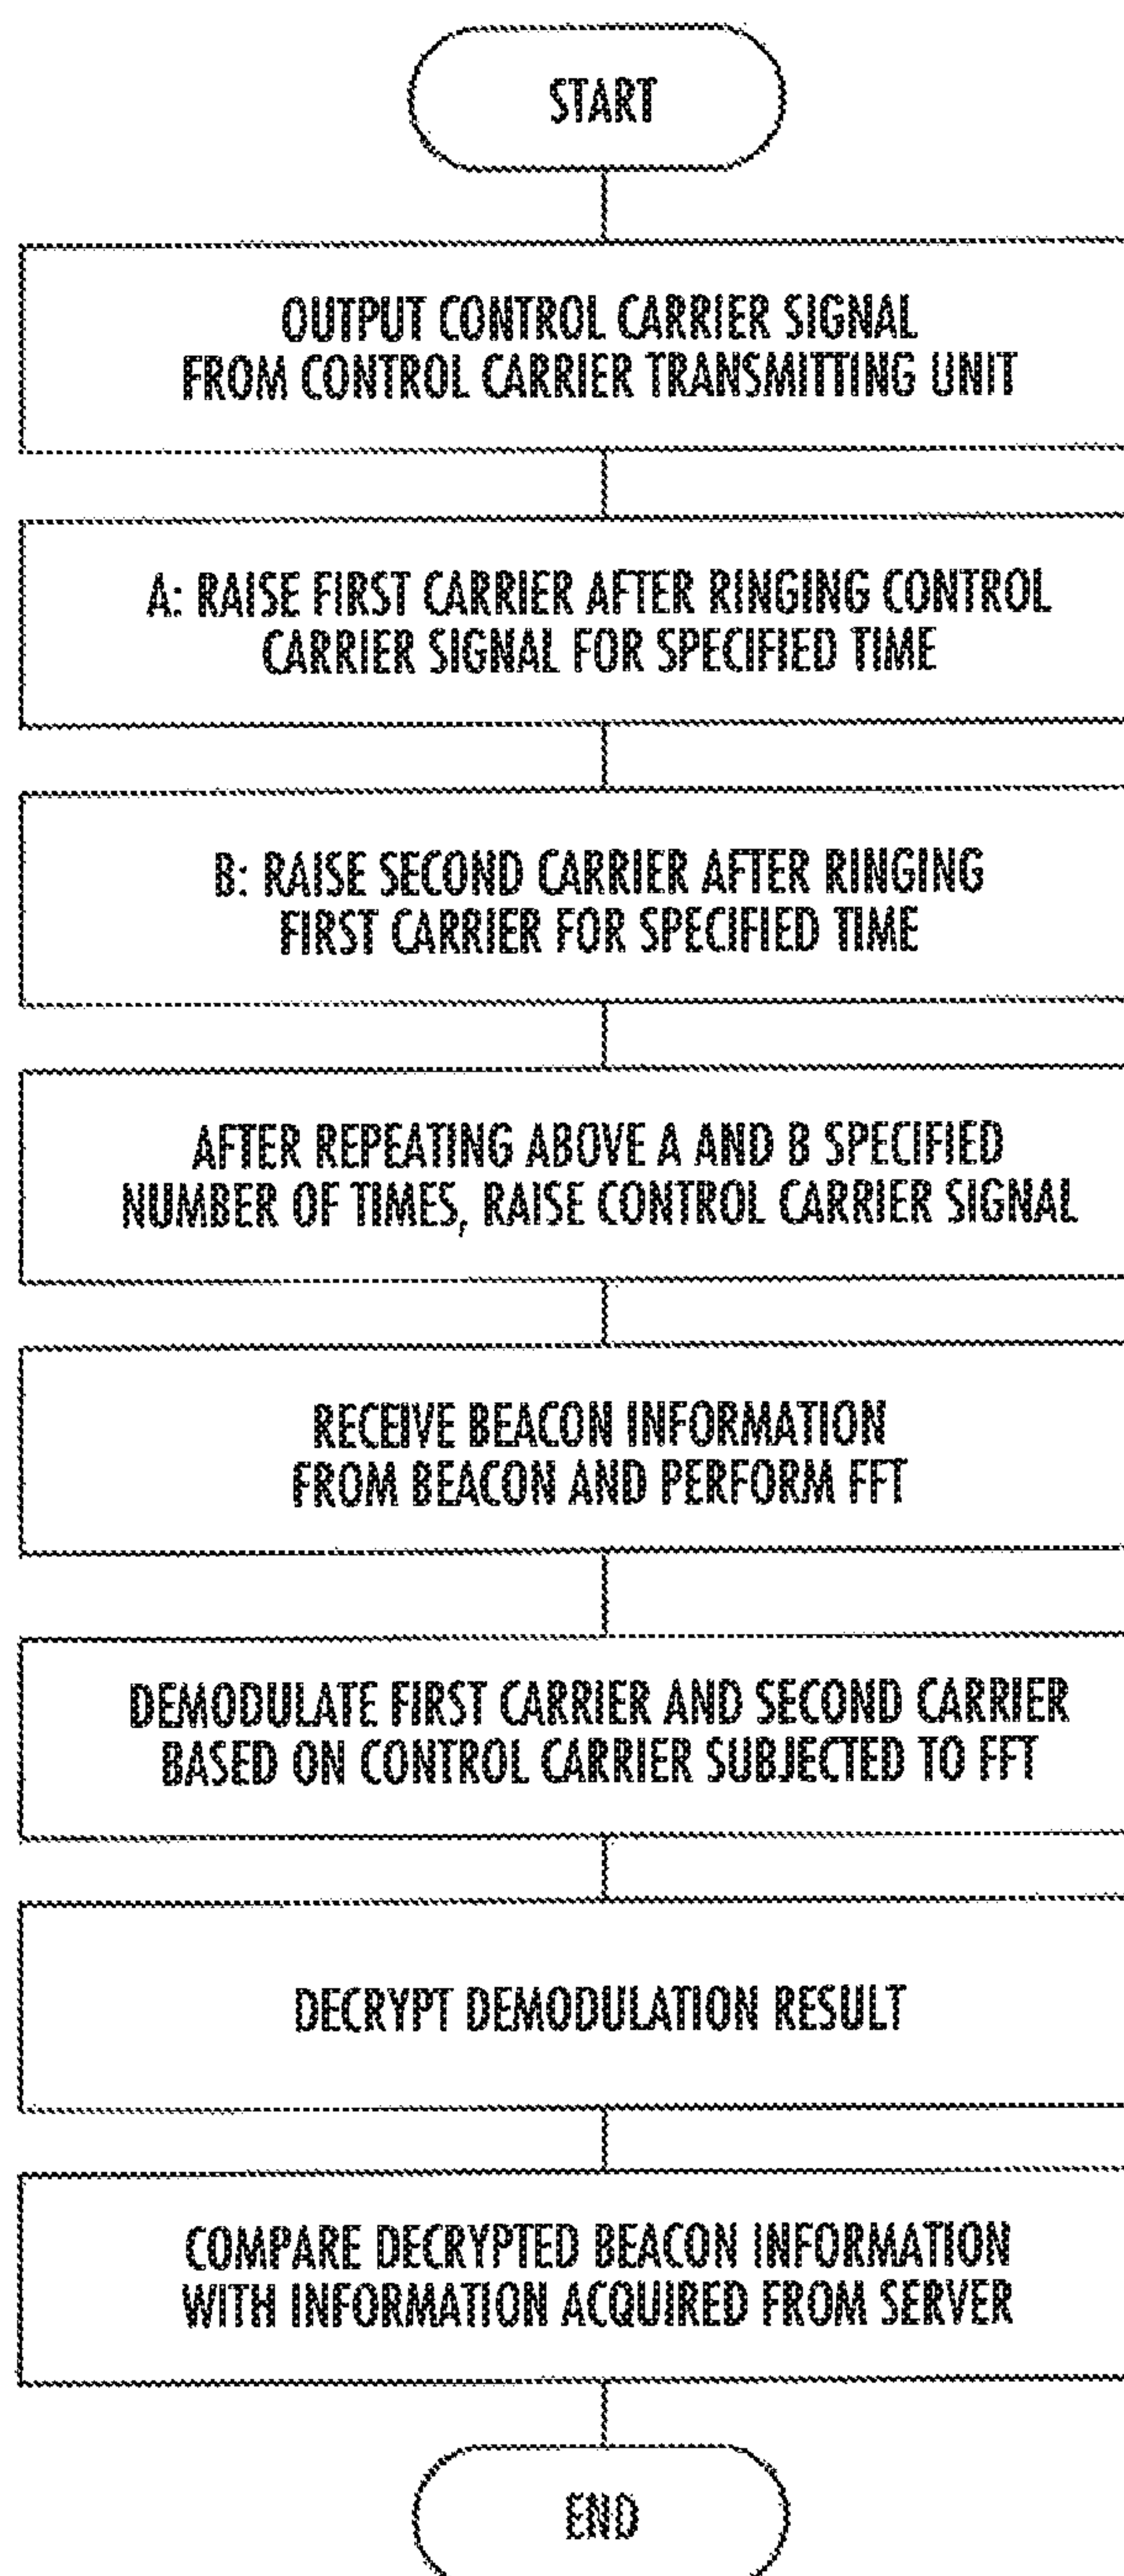 START
OUTPUT CONTROL CARRIER SIGNAL
FROM CONTROL CARRIER TRANSMITTING UNIT
A: RAISE FIRST CARRIER AFTER RINGING CONTROL
CARRIER SIGNAL FOR SPECIFIED TIME
B: RAISE SECOND CARRIER AFTER RINGING
FIRST CARRIER FOR SPECIFIED TIME
AFTER REPEATING ABOVE A AND B SPECIFIED
NUMBER OF TIMES, RAISE CONTROL CARRIER SIGNAL
RECEIVE BEACON INFORMATION
FROM BEACON AND PERFORM FFT
DEMODULATE FIRST CARRIER AND SECOND CARRIER
BASED ON CONTROL CARRIER SUBJECTED TO FFT
DECRYPT DEMODULATION RESULT
COMPARE DECRYPTED BEACON INFORMATION
WITH INFORMATION ACQUIRED FROM SERVER
END